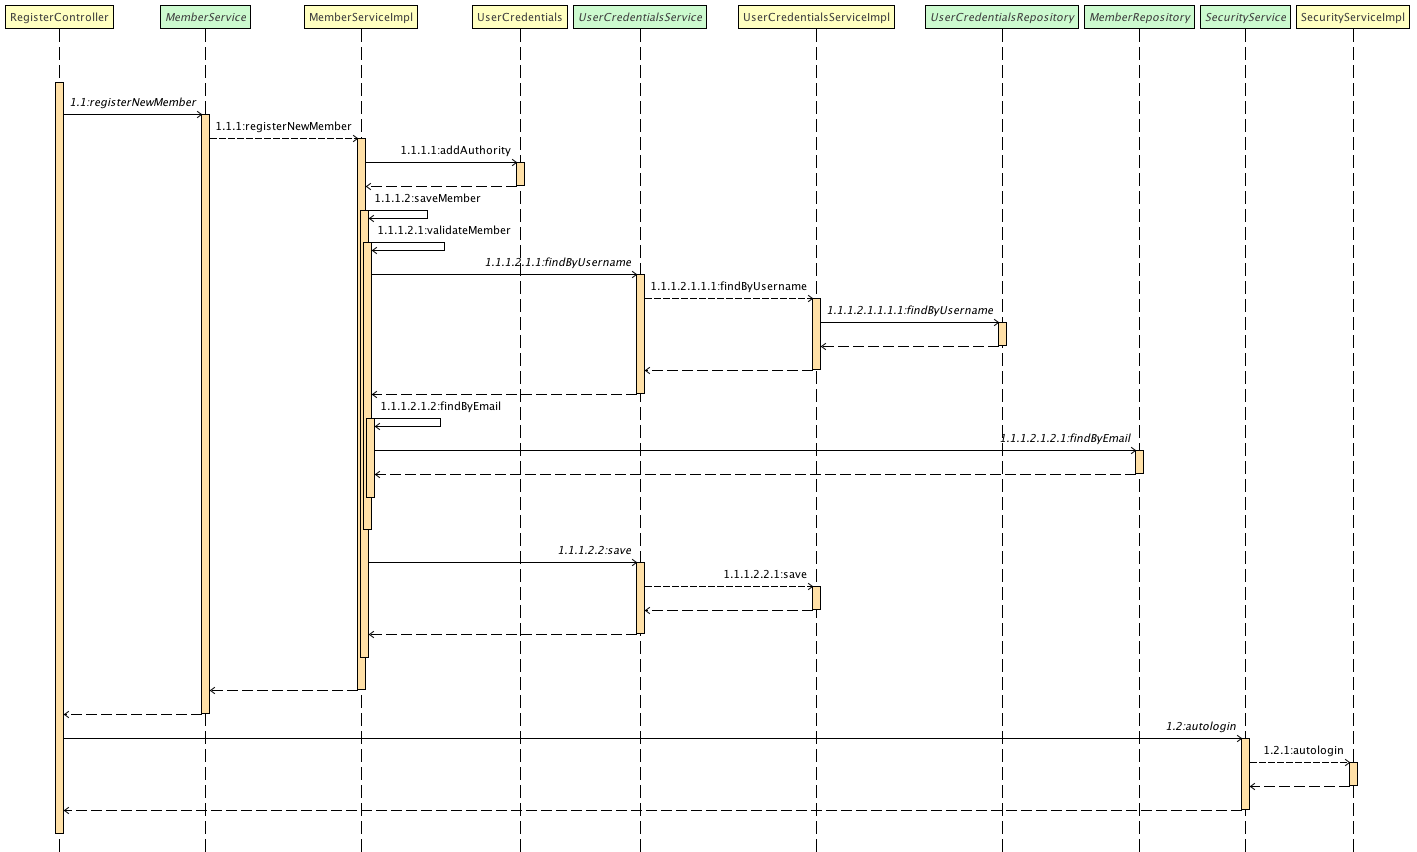 RegisterController
MemberService
MemberServiceImpl
UserCredentials
UserCredentialsService
UserCredentialsServiceImpl
UserCredentialsRepository
MemberRepository
SecurityService
SecurityServiceImpl
1.1:registerNewMember
1.1.1:registerNewMember
1.1.1.1:addAuthority
1.1.1.2:saveMember
1.1.1.2.1:validateMember
1.1.1.2.1.1:findByUsername
1.1.1.2.1.1.1:findByUsername
1.1.1.2.1.1.1.1:findByUsername
1.1.1.2.1.2:findByEmail
1.1.1.2.1.2.1:findByEmail
1.1.1.2.2:save
1.1.1.2.2.1:save
1.2:autologin
1.2.1:autologin